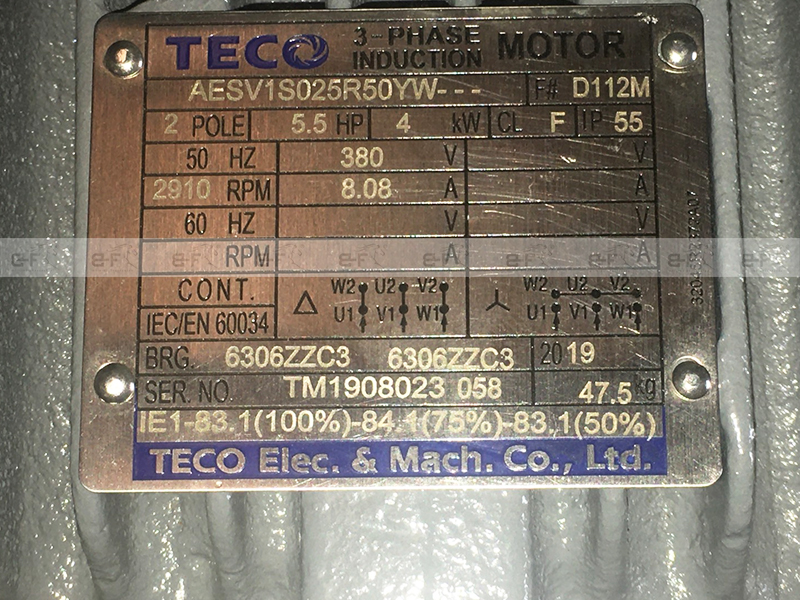 TECO 3-PHASE INDUCTION MOTOR
AESV1S025R50YW--- F# D112M
2 POLE 5.5 HP 4 kW CL F IP 55
50 HZ 380 V V
2910 RPM 8.08 A A
60 HZ V V
RPM A A
CONT. W2 U2 V2 W2 U2 V2
IEC/EN 60034 U1 V1 W1 U1 V1 W1
BRG. 6306ZZC3 6306ZZC3 2019
SER. NO. TM1908023 058 47.5 kg
IE1-83.1(100%)-84.1(75%)-83.1(50%)
TECO Elec. & Mach. Co., Ltd.